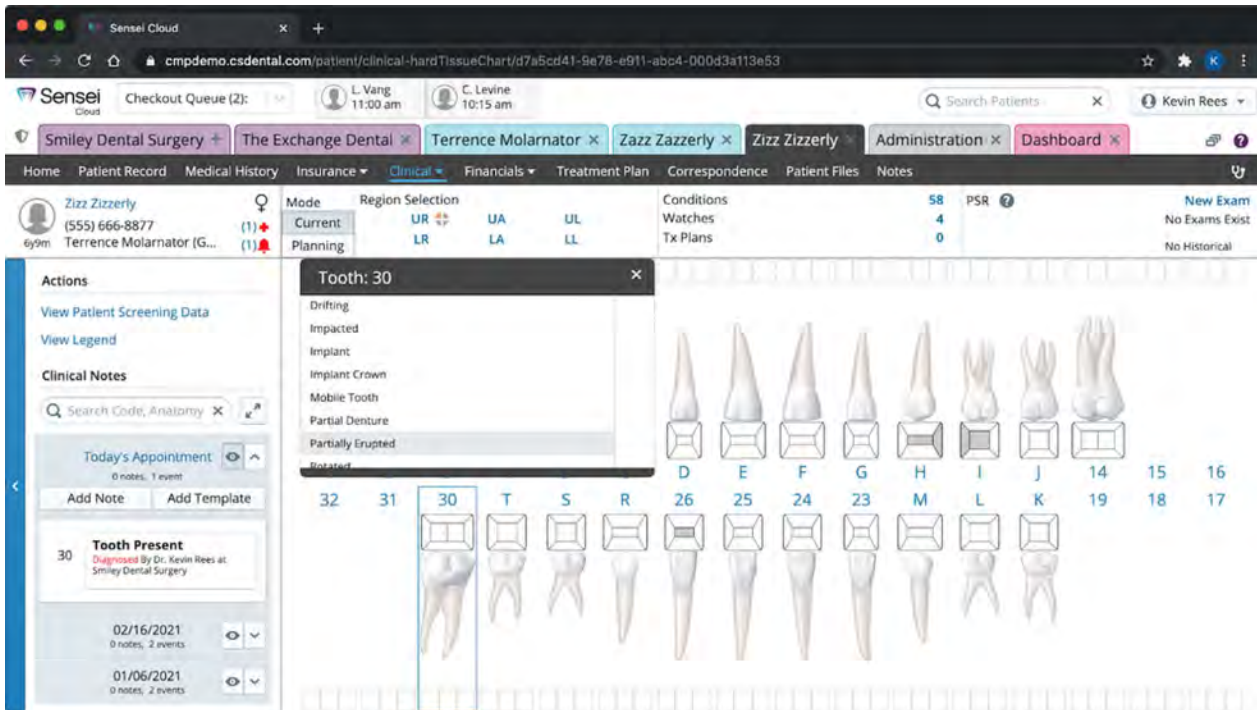 Sensei Cloud × +
cmpdemo.csdental.com/patient/clinical-hardTissueChart/d7a5cd41-9e78-e911-abc4-000d3a113e53 K
Sensei Cloud Checkout Queue (2): L. Vang 11:00 am C. Levine 10:15 am Search Patients × Kevin Rees
Smiley Dental Surgery + The Exchange Dental × Terrence Molarnator × Zazz Zazzerly × Zizz Zizzerly × Administration × Dashboard × ?
Home Patient Record Medical History Insurance Clinical Financials Treatment Plan Correspondence Patient Files Notes
Zizz Zizzerly
(555) 666-8877 (1)
6y9m Terrence Molarnator (G... (1)
Mode
Current
Planning
Region Selection
UR UA UL
LR LA LL
Conditions 58
Watches 4
Tx Plans 0
PSR ?
New Exam
No Exams Exist
No Historical
Actions
View Patient Screening Data
View Legend
Clinical Notes
Search Code, Anatomy ×
Today's Appointment
0 notes, 1 event
Add Note Add Template
30 Tooth Present
Diagnosed By Dr. Kevin Rees at
Smiley Dental Surgery
02/16/2021
0 notes, 2 events
01/06/2021
0 notes, 2 events
Tooth: 30 ×
Drifting
Impacted
Implant
Implant Crown
Mobile Tooth
Partial Denture
Partially Erupted
Rotated
D E F G H I J 14 15 16
32 31 30 T S R 26 25 24 23 M L K 19 18 17